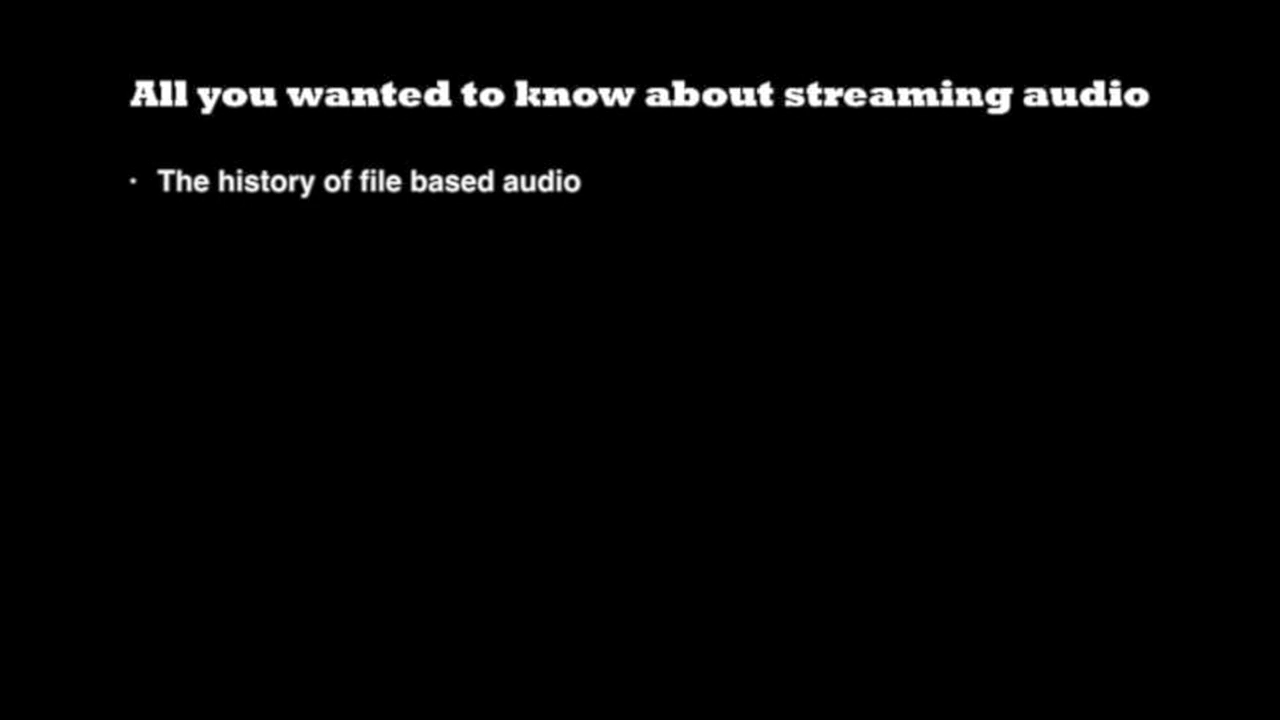 All you wanted to know about streaming audio
· The history of file based audio